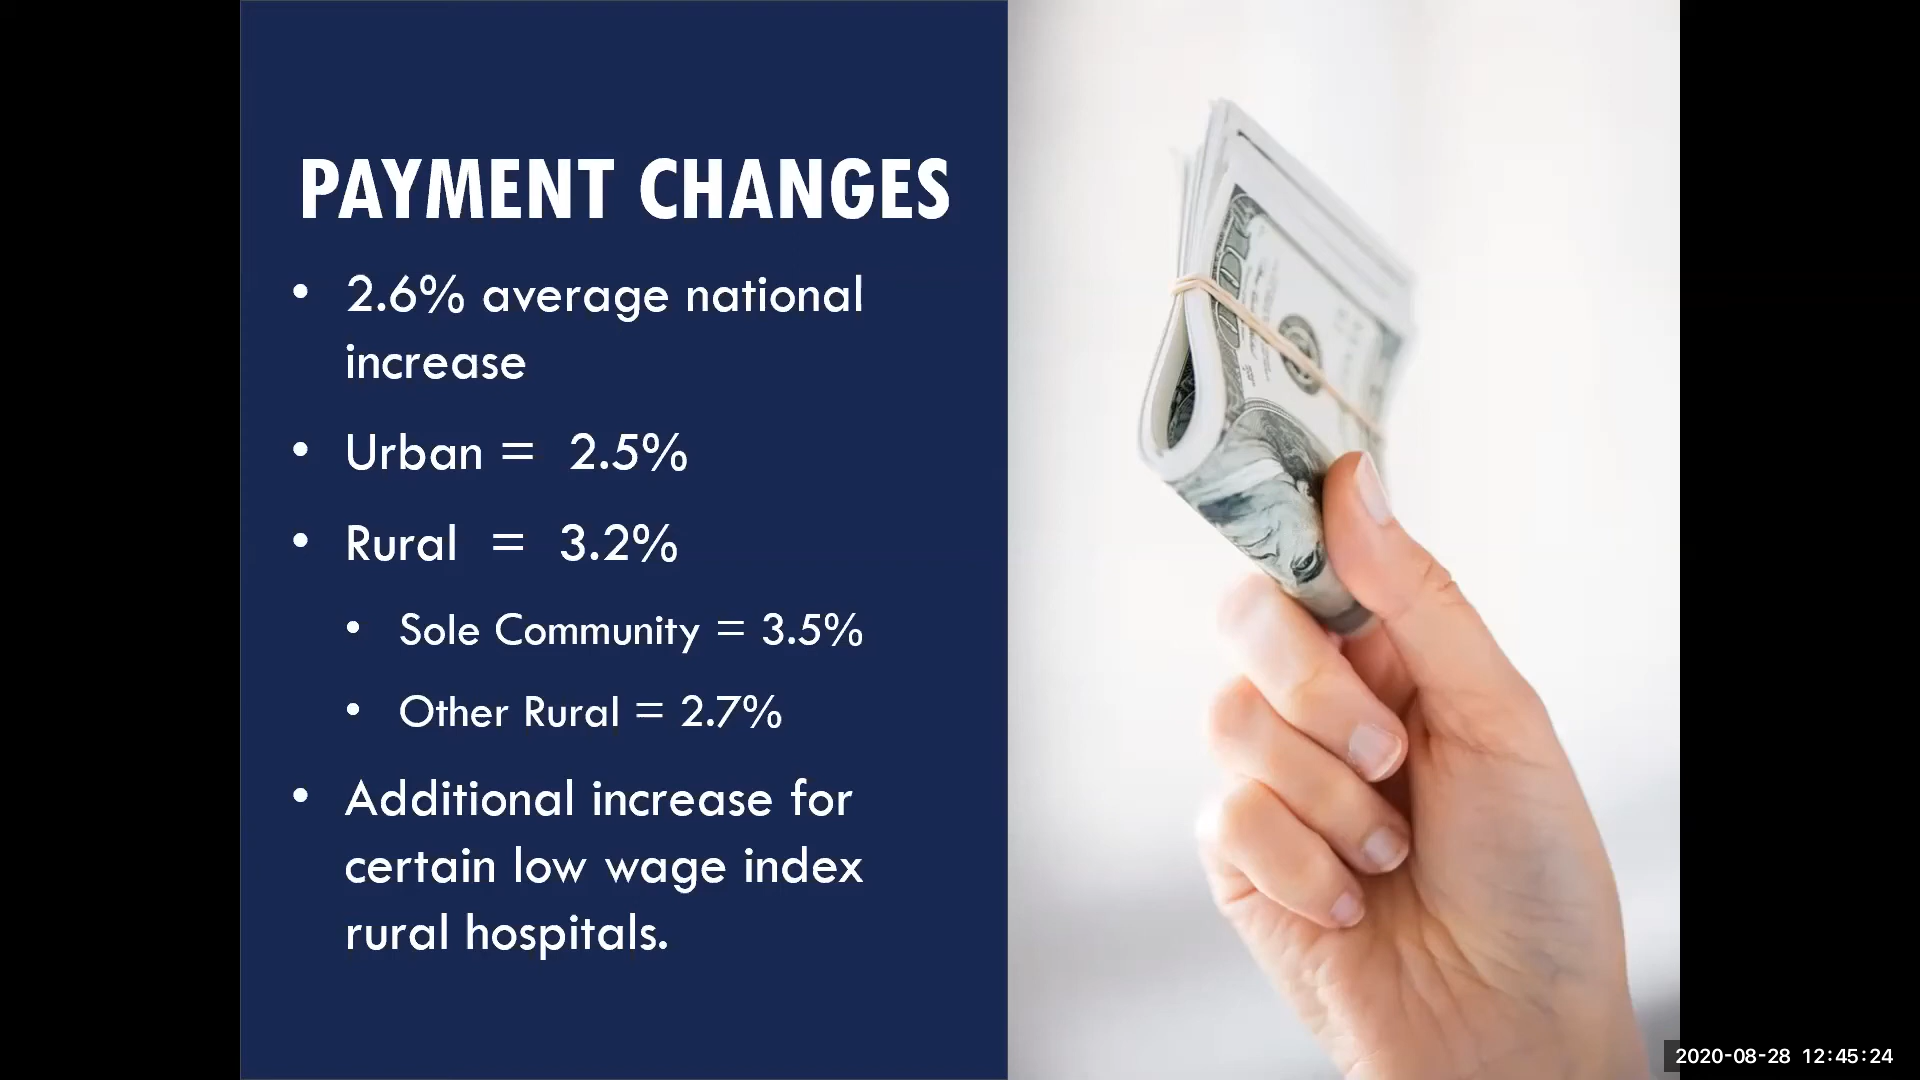 PAYMENT CHANGES
• 2.6% average national
increase
• Urban = 2.5%
• Rural = 3.2%
• Sole Community = 3.5%
• Other Rural = 2.7%
• Additional increase for
certain low wage index
rural hospitals.
2020-08-28 12:45:24